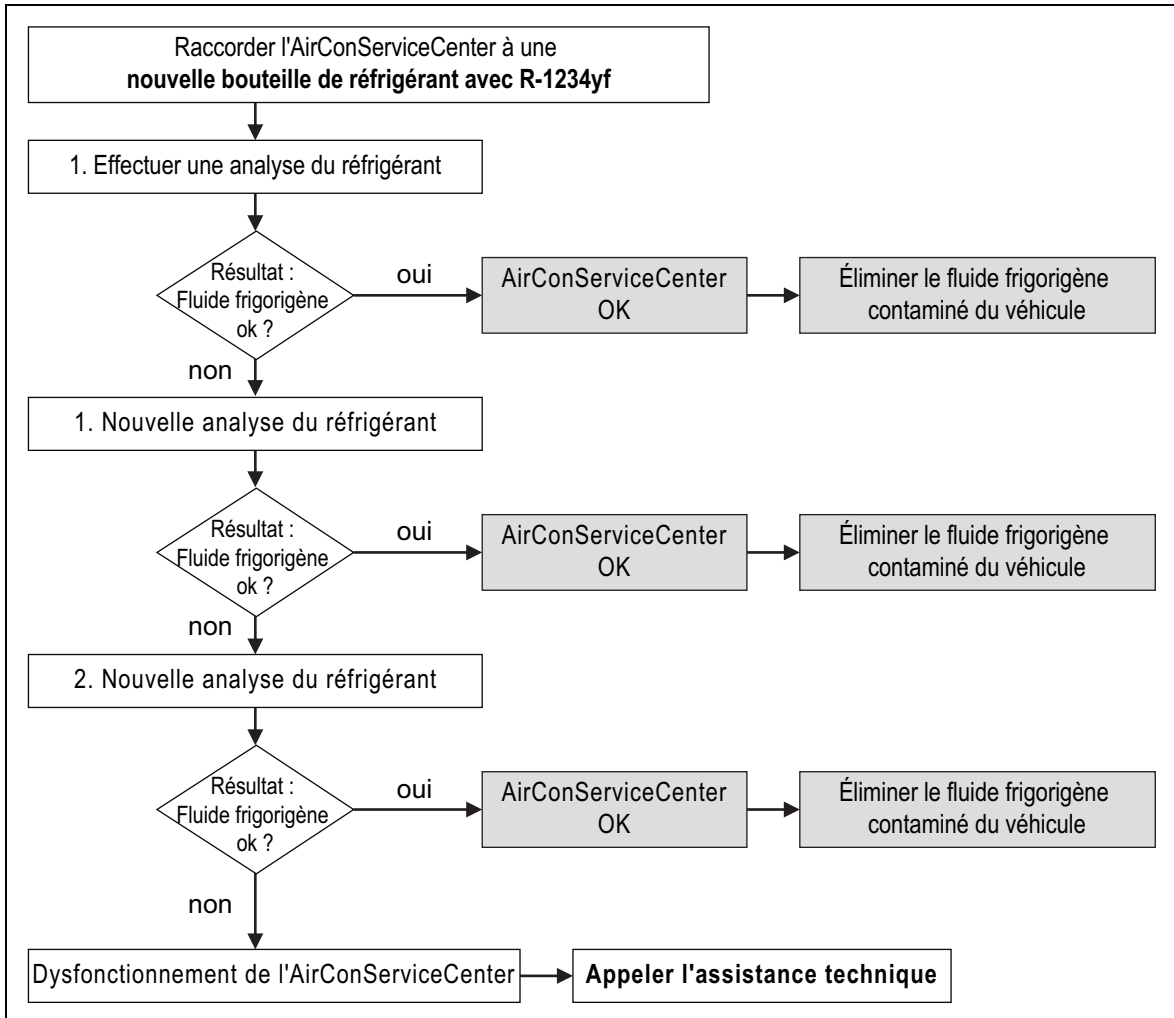 Raccorder l'AirConServiceCenter à une
nouvelle bouteille de réfrigérant avec R-1234yf
1. Effectuer une analyse du réfrigérant
Résultat :
Fluide frigorigène
ok ?
oui
AirConServiceCenter
OK
Éliminer le fluide frigorigène
contaminé du véhicule
non
1. Nouvelle analyse du réfrigérant
Résultat :
Fluide frigorigène
ok ?
oui
AirConServiceCenter
OK
Éliminer le fluide frigorigène
contaminé du véhicule
non
2. Nouvelle analyse du réfrigérant
Résultat :
Fluide frigorigène
ok ?
oui
AirConServiceCenter
OK
Éliminer le fluide frigorigène
contaminé du véhicule
non
Dysfonctionnement de l'AirConServiceCenter
Appeler l'assistance technique